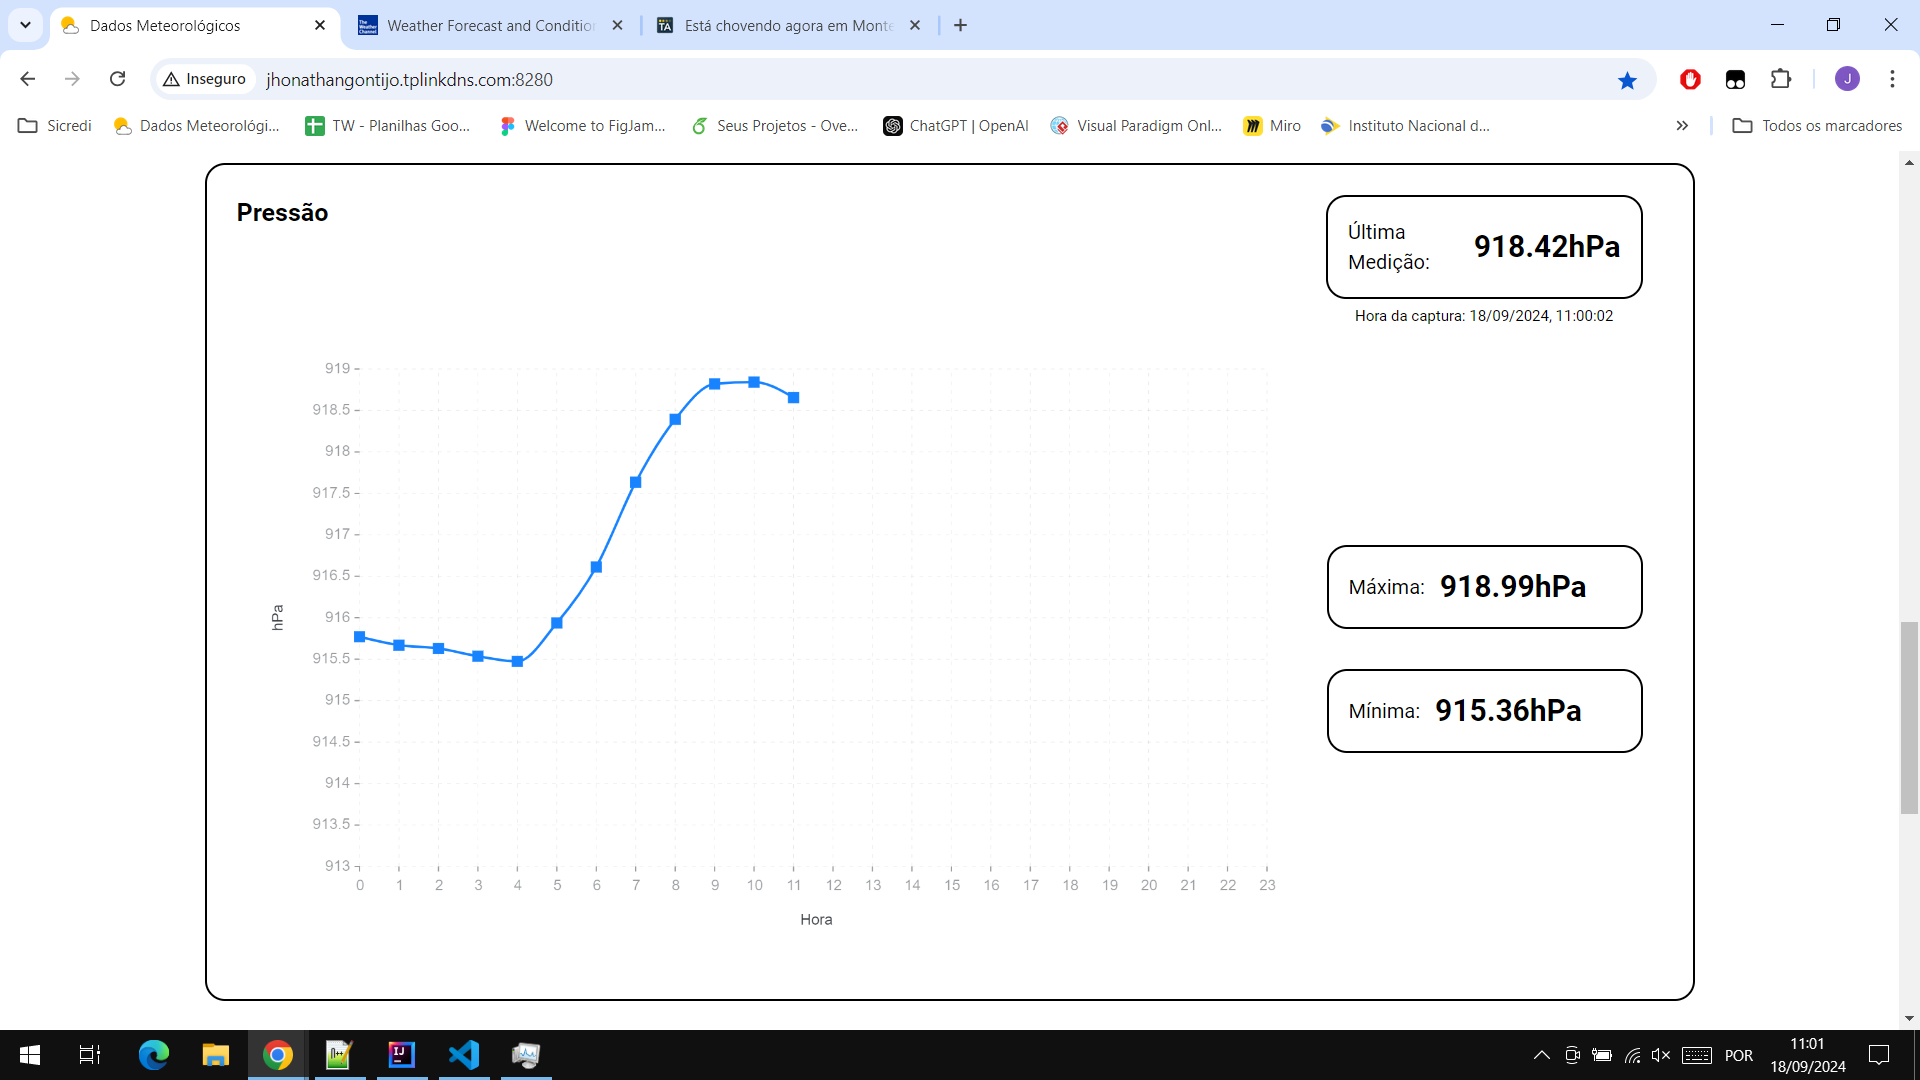 Dados Meteorológicos
Weather Forecast and Conditio
Está chovendo agora em Monte
Inseguro
jhonathangontijo.tplinkdns.com:8280
J
Sicredi
Dados Meteorológi...
TW - Planilhas Goo...
Welcome to FigJam...
Seus Projetos - Ove...
ChatGPT | OpenAI
Visual Paradigm Onl...
Miro
Instituto Nacional d...
Todos os marcadores
Pressão
Última
Medição:
918.42hPa
Hora da captura: 18/09/2024, 11:00:02
919
918.5
918
917.5
917
916.5
916
915.5
915
914.5
914
913.5
913
hPa
0 1 2 3 4 5 6 7 8 9 10 11 12 13 14 15 16 17 18 19 20 21 22 23
Hora
Máxima: 918.99hPa
Mínima: 915.36hPa
POR
11:01
18/09/2024